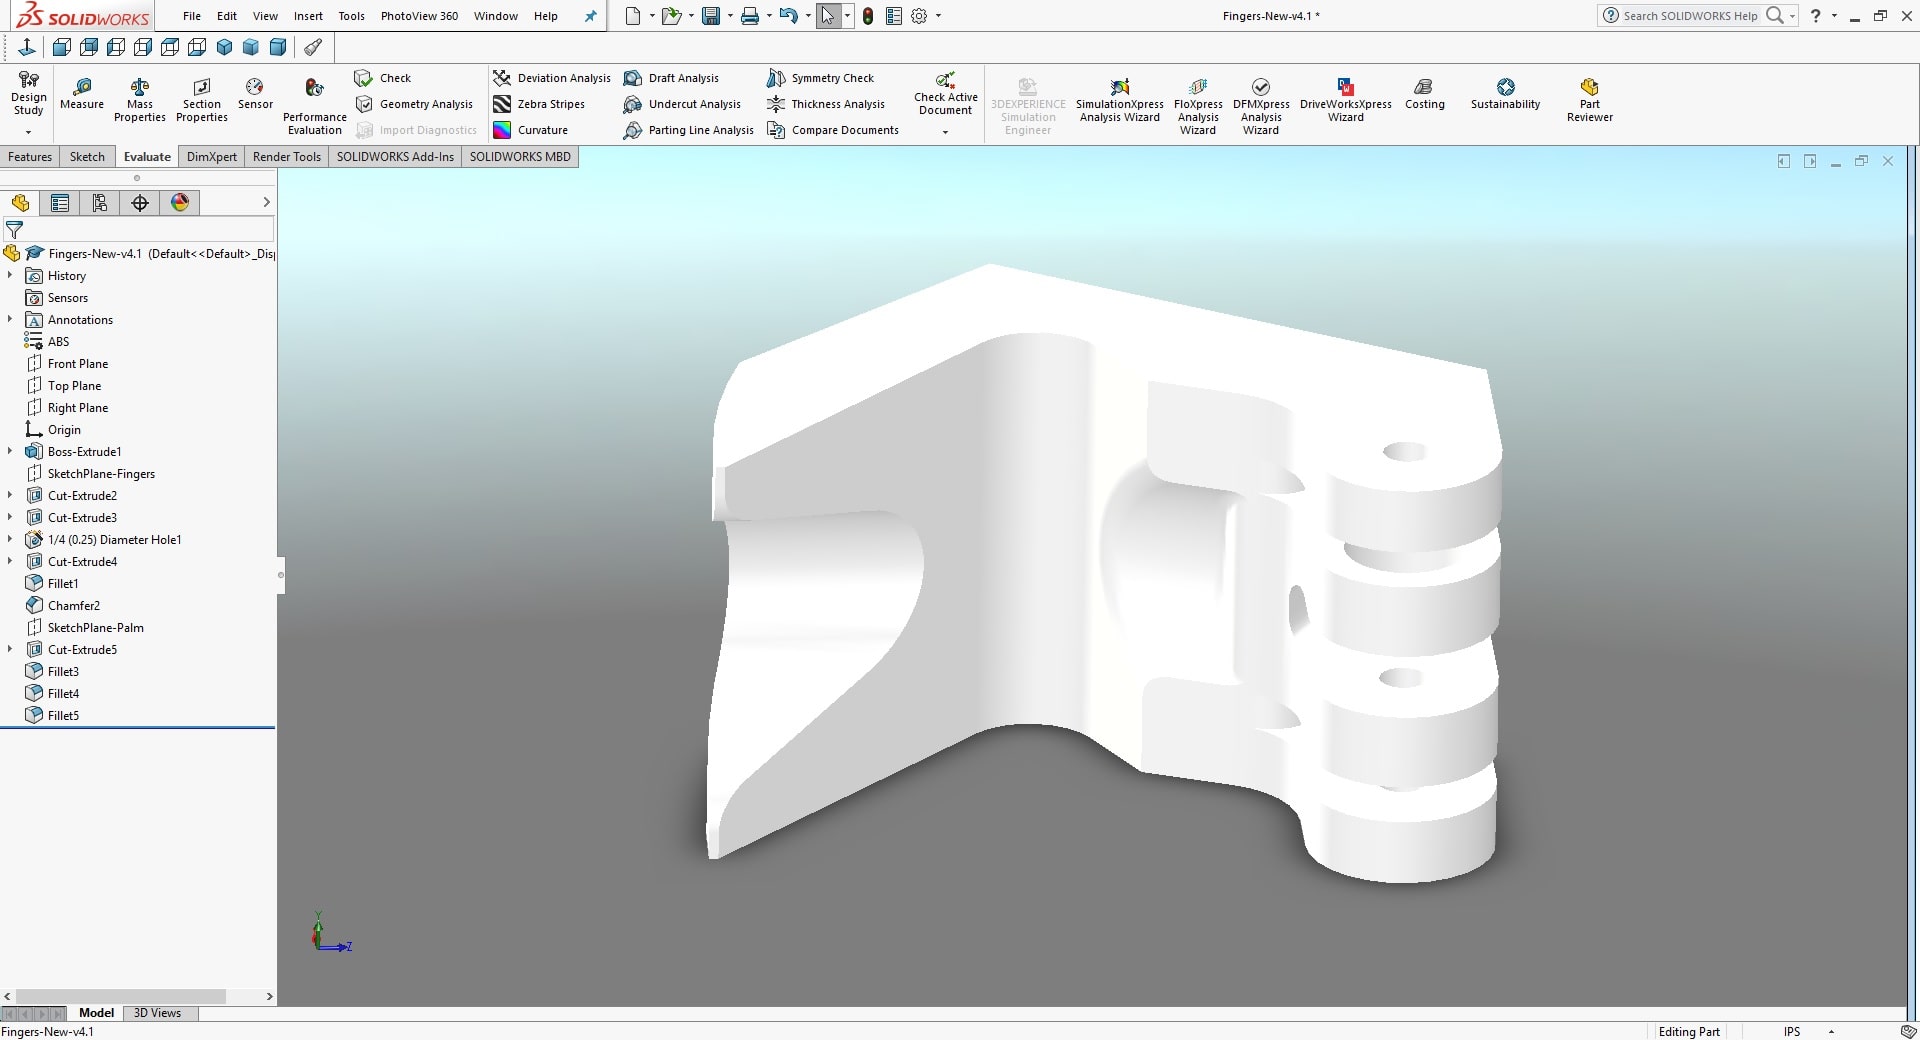 SOLIDWORKS File Edit View Insert Tools PhotoView 360 Window Help Fingers-New-v4.1 * Search SOLIDWORKS Help ?
Design Study
Measure
Mass Properties
Section Properties
Sensor
Performance Evaluation
Check
Geometry Analysis
Import Diagnostics
Deviation Analysis
Zebra Stripes
Curvature
Draft Analysis
Undercut Analysis
Parting Line Analysis
Symmetry Check
Thickness Analysis
Compare Documents
Check Active Document
3DEXPERIENCE Simulation Engineer
SimulationXpress Analysis Wizard
FloXpress Analysis Wizard
DFMXpress Analysis Wizard
DriveWorksXpress Wizard
Costing
Sustainability
Part Reviewer
Features Sketch Evaluate DimXpert Render Tools SOLIDWORKS Add-Ins SOLIDWORKS MBD
Fingers-New-v4.1 (Default<<Default>_Disp
History
Sensors
A Annotations
ABS
Front Plane
Top Plane
Right Plane
Origin
Boss-Extrude1
SketchPlane-Fingers
Cut-Extrude2
Cut-Extrude3
1/4 (0.25) Diameter Hole1
Cut-Extrude4
Fillet1
Chamfer2
SketchPlane-Palm
Cut-Extrude5
Fillet3
Fillet4
Fillet5
Y
Z
Model 3D Views
Fingers-New-v4.1 Editing Part IPS